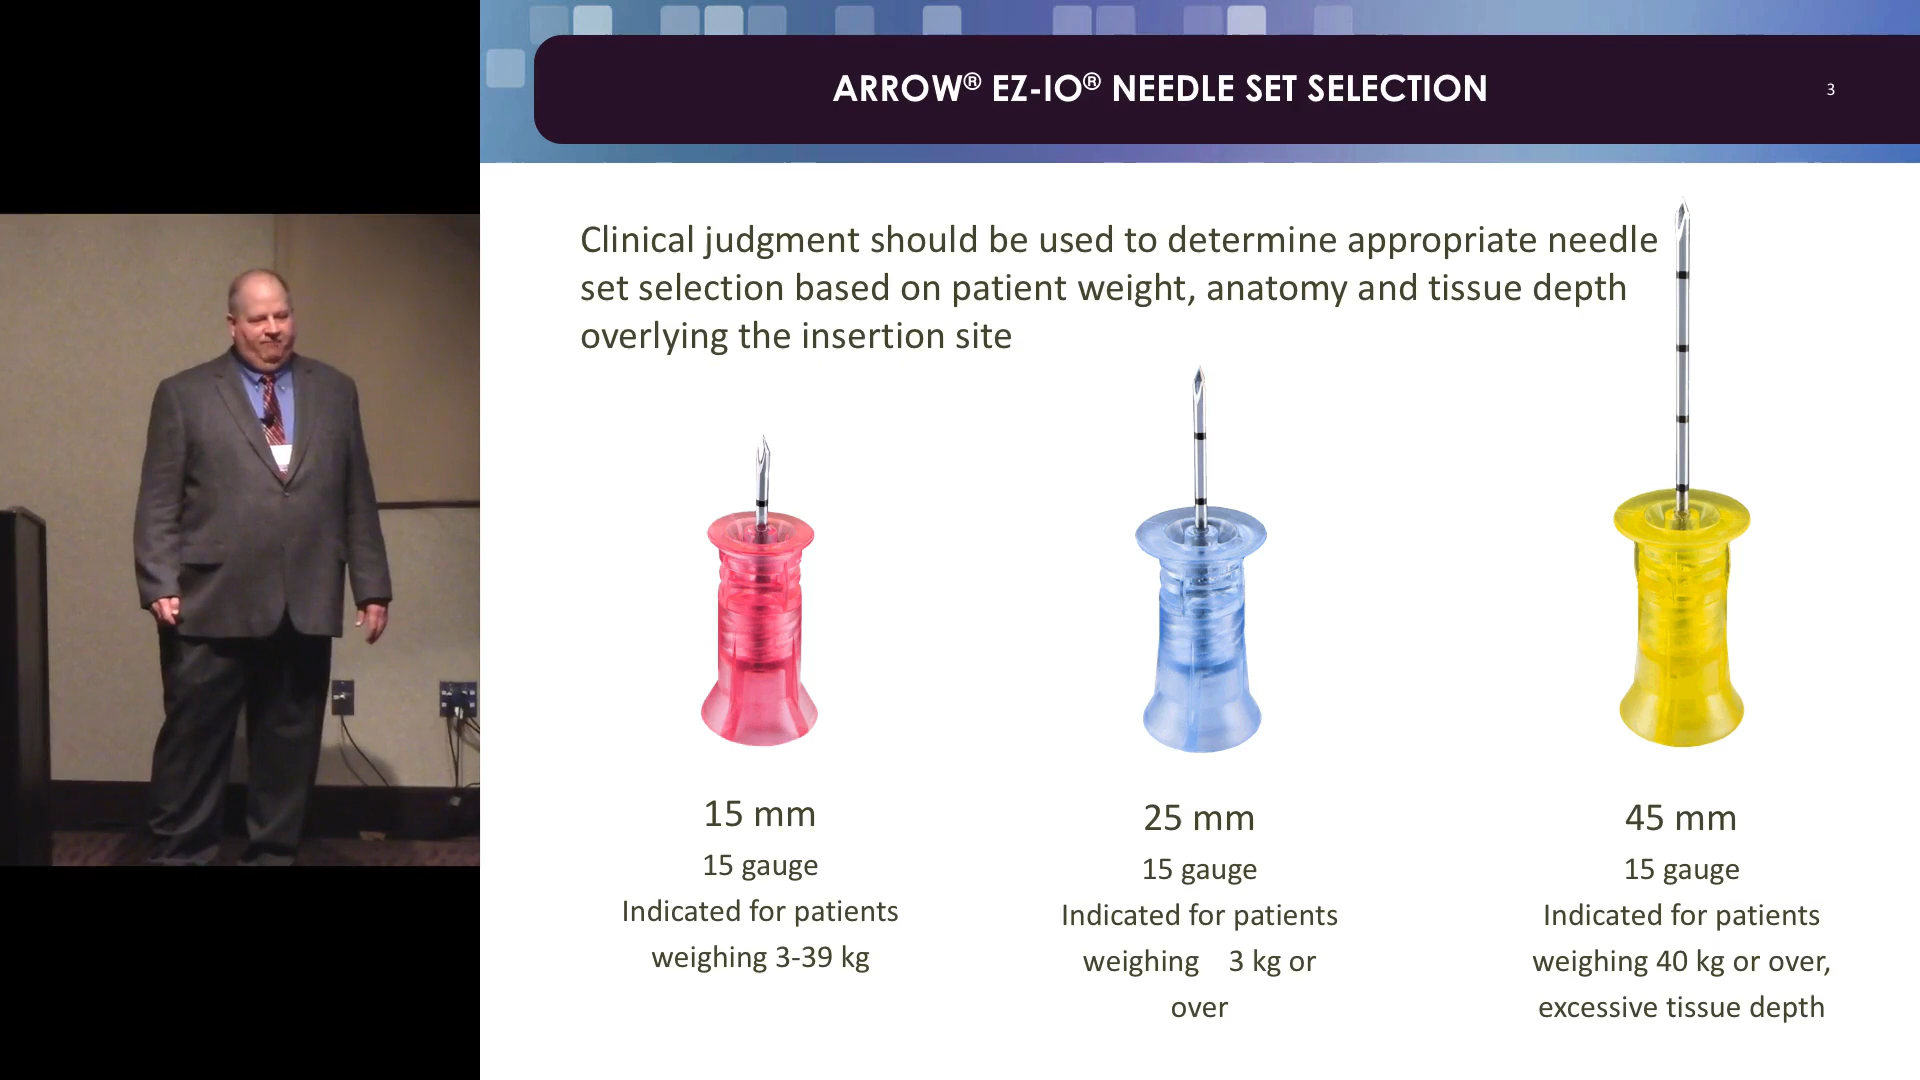 ARROW® EZ-IO® NEEDLE SET SELECTION
3
Clinical judgment should be used to determine appropriate needle
set selection based on patient weight, anatomy and tissue depth
overlying the insertion site
15 mm
15 gauge
Indicated for patients
weighing 3-39 kg
25 mm
15 gauge
Indicated for patients
weighing 3 kg or
over
45 mm
15 gauge
Indicated for patients
weighing 40 kg or over,
excessive tissue depth